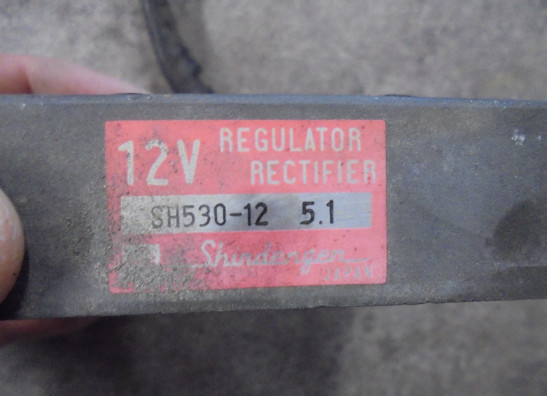 12V REGULATOR
RECTIFIER
SH530-12 5.1
Shindengen
JAPAN